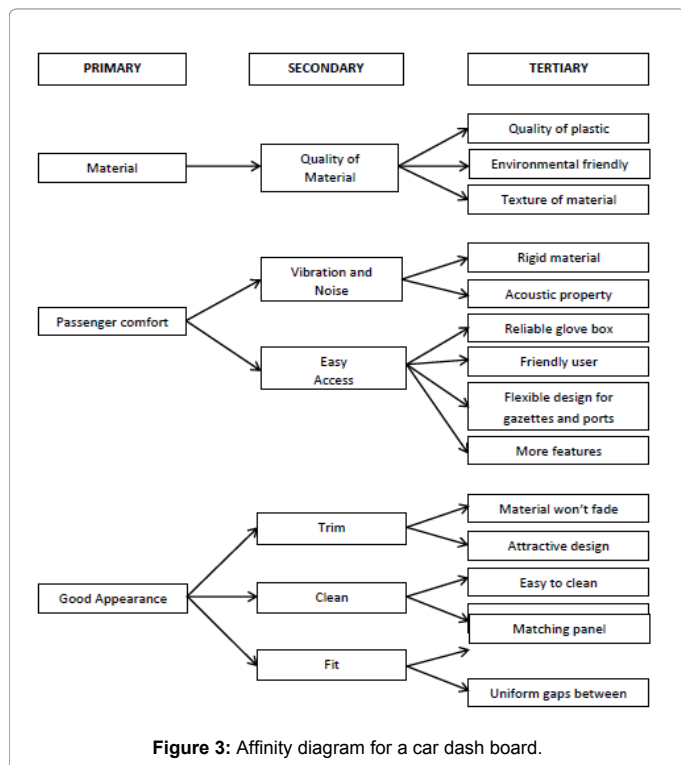 PRIMARY
SECONDARY
TERTIARY
Material
Quality of
Material
Quality of plastic
Environmental friendly
Texture of material
Passenger comfort
Vibration and
Noise
Rigid material
Acoustic property
Easy
Access
Reliable glove box
Friendly user
Flexible design for
gazettes and ports
More features
Good Appearance
Trim
Material won't fade
Attractive design
Clean
Easy to clean
Matching panel
Fit
Uniform gaps between
Figure 3: Affinity diagram for a car dash board.